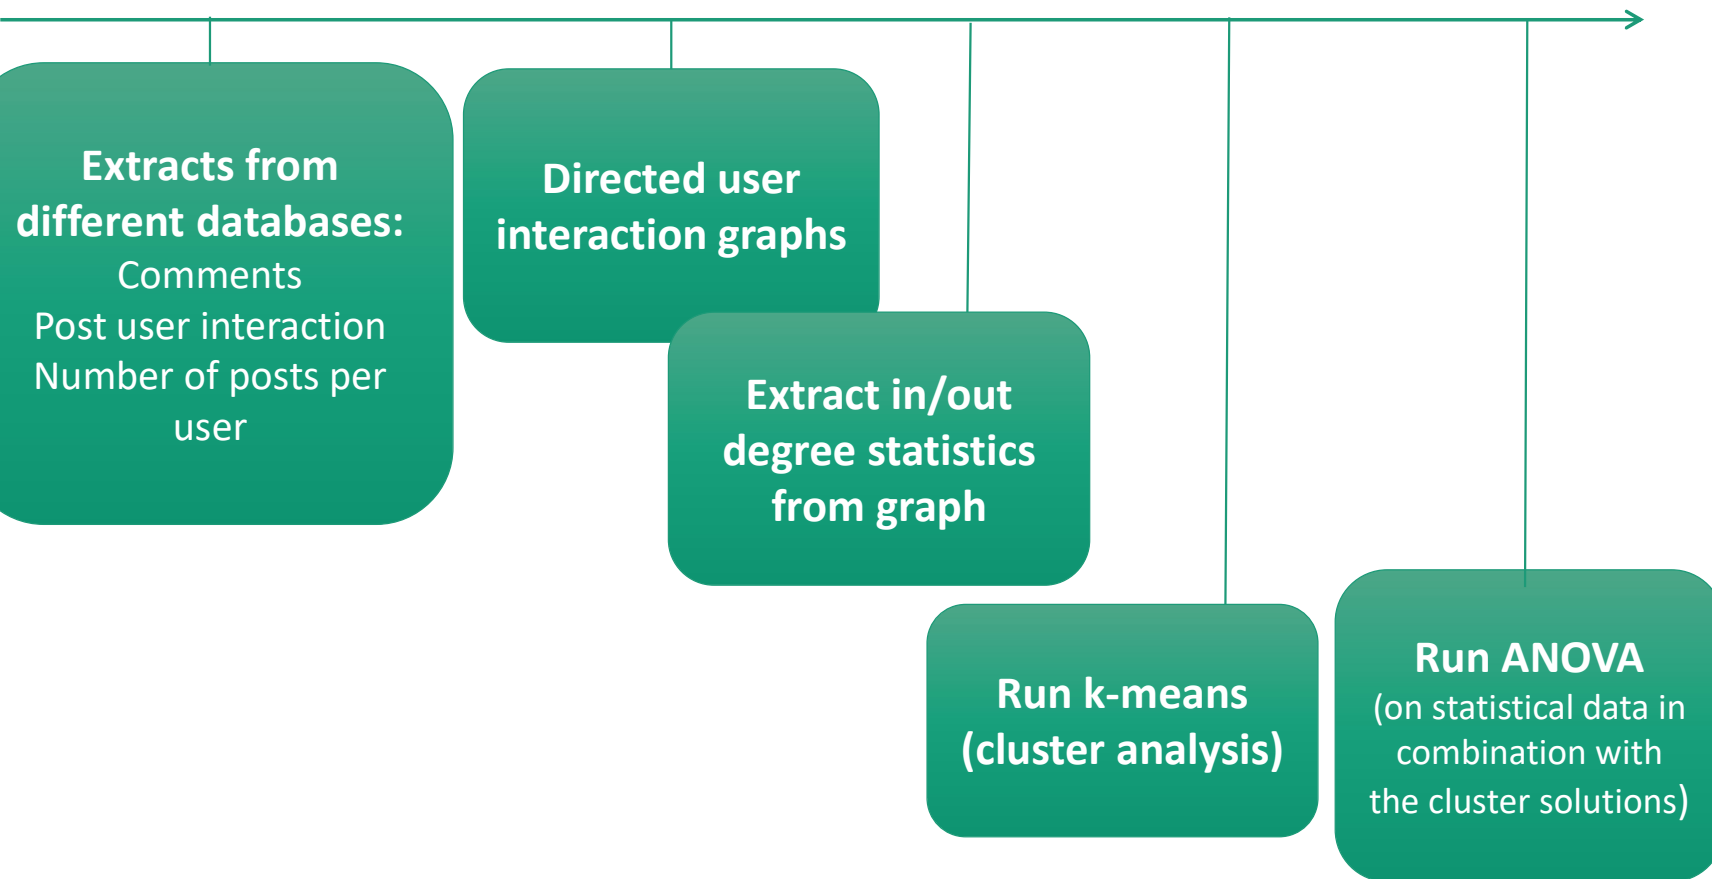 Extracts from
different databases:
Comments
Post user interaction
Number of posts per
user
Directed user
interaction graphs
Extract in/out
degree statistics
from graph
Run k-means
(cluster analysis)
Run ANOVA
(on statistical data in
combination with
the cluster solutions)